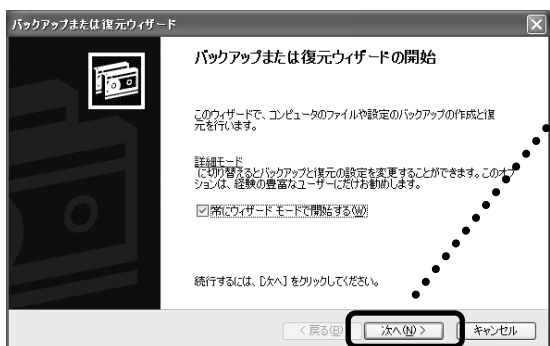 バックアップまたは復元ウィザード
バックアップまたは復元ウィザードの開始
このウィザードで、コンピュータのファイルや設定のバックアップの作成と復
元を行います。
詳細モード
に切り替えるとバックアップと復元の設定を変更することができます。このオプ
ションは、経験の豊富なユーザーにだけお勧めします。
常にウィザード モードで開始する(W)
続行するには、[次へ] をクリックしてください。
< 戻る(B) 次へ(N) > キャンセル